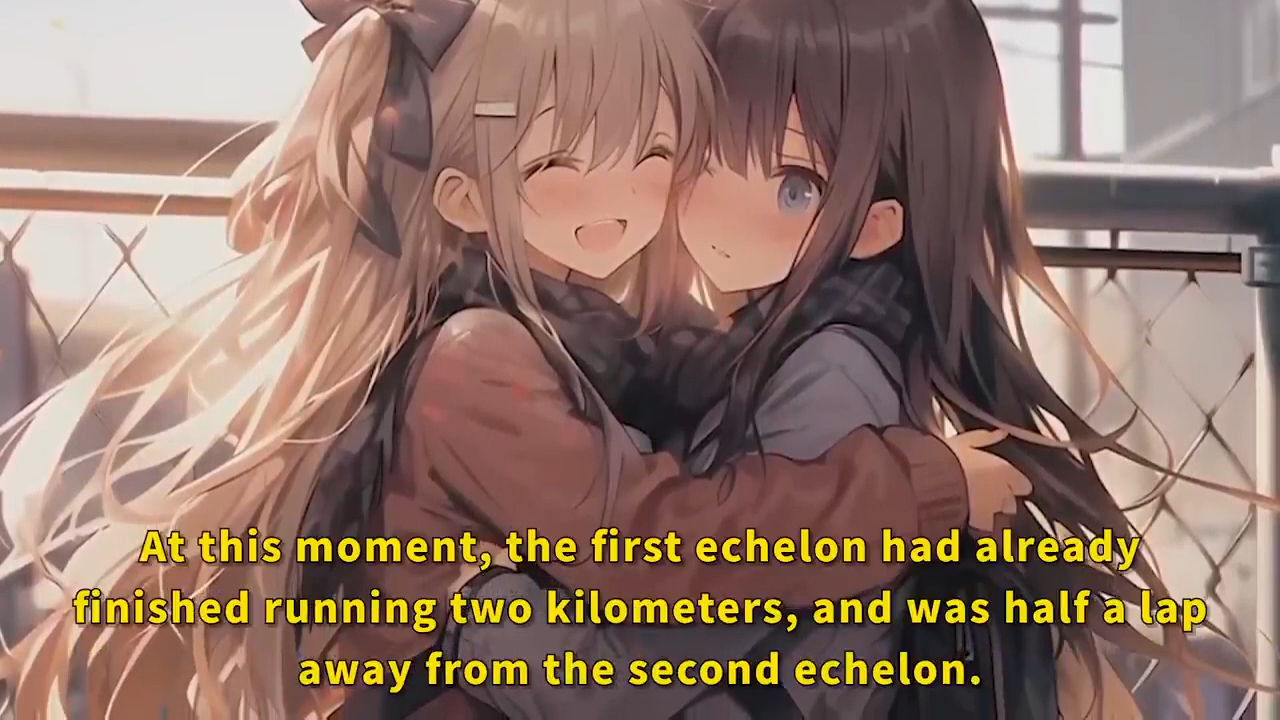 At this moment, the first echelon had already
finished running two kilometers, and was half a lap
away from the second echelon.